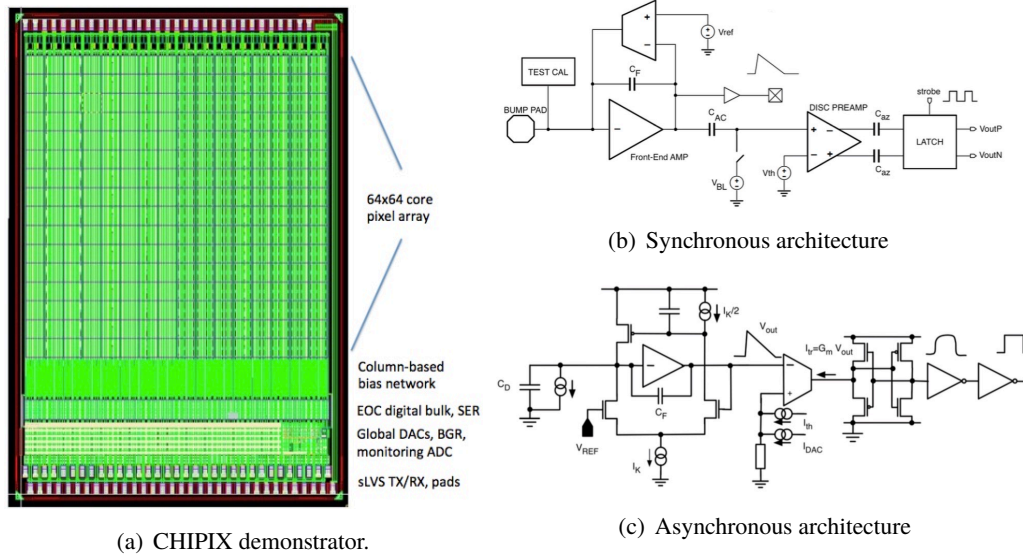 64x64 core
pixel array
Column-based
bias network
EOC digital bulk, SER
Global DACs, BGR,
monitoring ADC
sLVS TX/RX, pads
(a) CHIPIX demonstrator.
Vref
TEST CAL
CF
BUMP PAD
Front-End AMP
CAC
VBL
Vth
DISC PREAMP
Caz
Caz
strobe
LATCH
VoutP
VoutN
(b) Synchronous architecture
IK/2
Vout
Itr=Gm Vout
CD
CF
VREF
IK
Ith
IDAC
(c) Asynchronous architecture